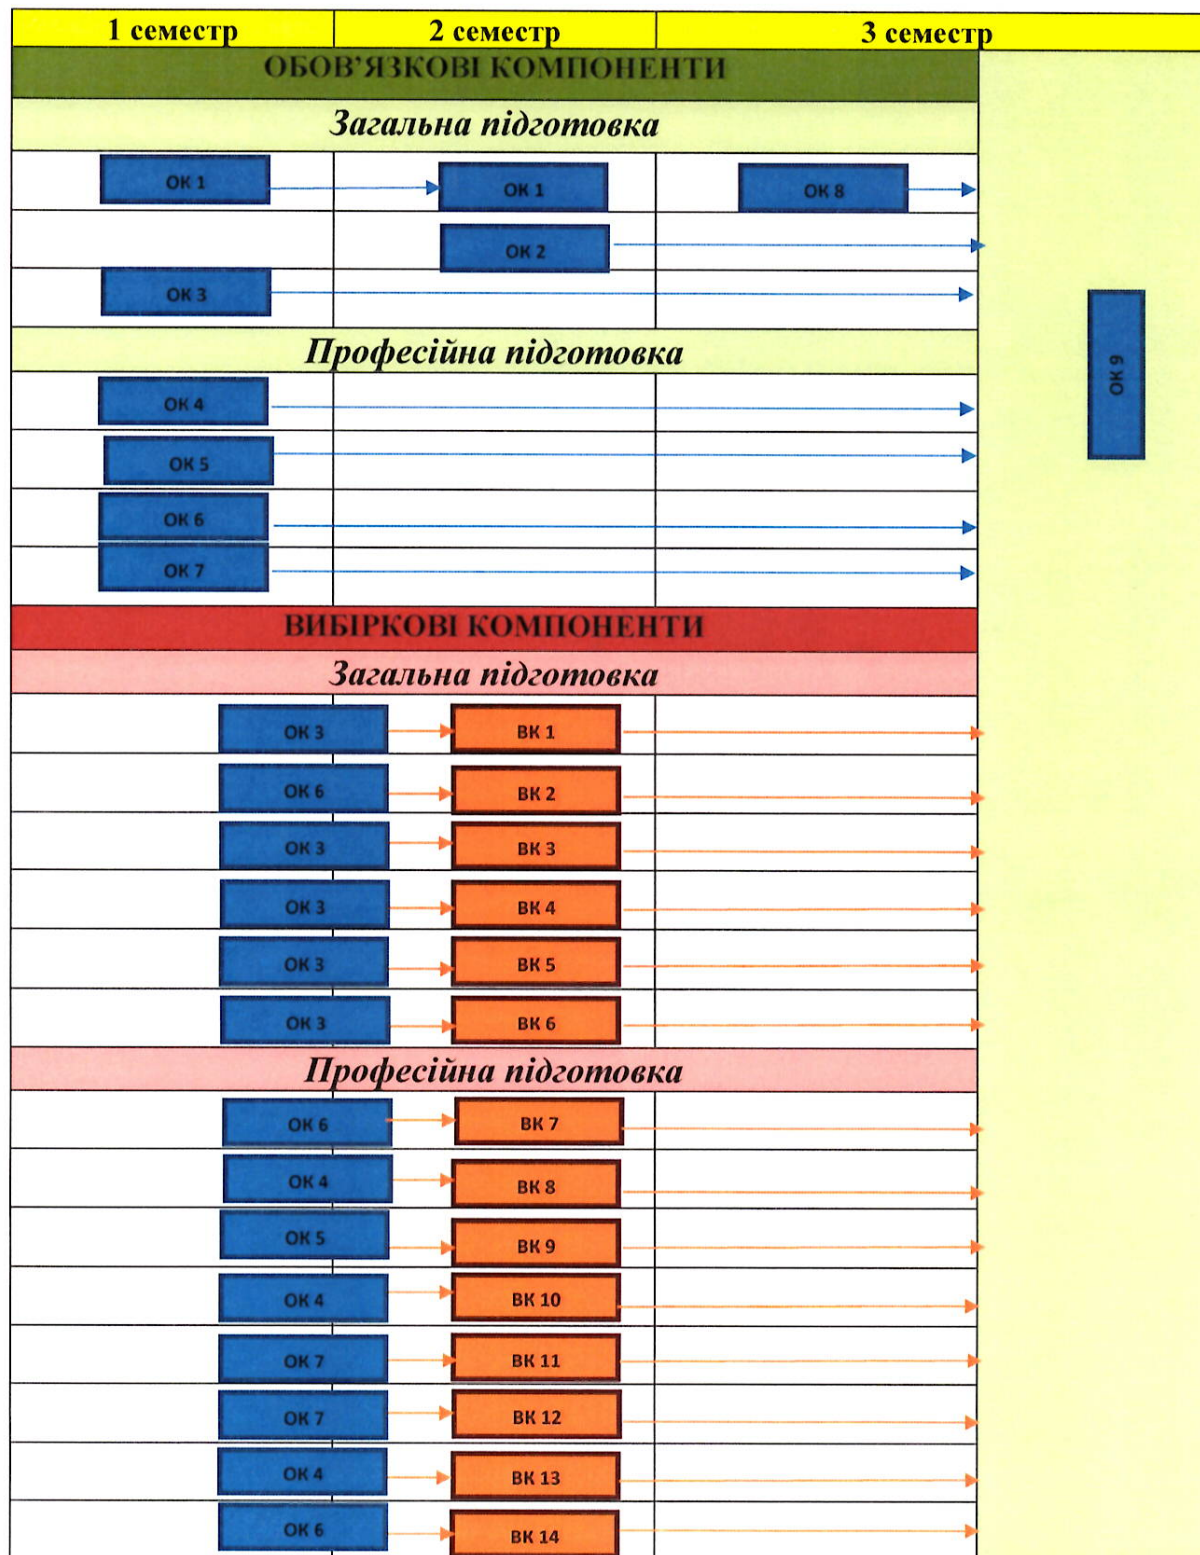 1 семестр 2 семестр 3 семестр
ОБОВ’ЯЗКОВІ КОМПОНЕНТИ
Загальна підготовка
ОК 1 ОК 1 ОК 8
ОК 2
ОК 3
ОК 9
Професійна підготовка
ОК 4
ОК 5
ОК 6
ОК 7
ВИБІРКОВІ КОМПОНЕНТИ
Загальна підготовка
ОК 3 ВК 1
ОК 6 ВК 2
ОК 3 ВК 3
ОК 3 ВК 4
ОК 3 ВК 5
ОК 3 ВК 6
Професійна підготовка
ОК 6 ВК 7
ОК 4 ВК 8
ОК 5 ВК 9
ОК 4 ВК 10
ОК 7 ВК 11
ОК 7 ВК 12
ОК 4 ВК 13
ОК 6 ВК 14